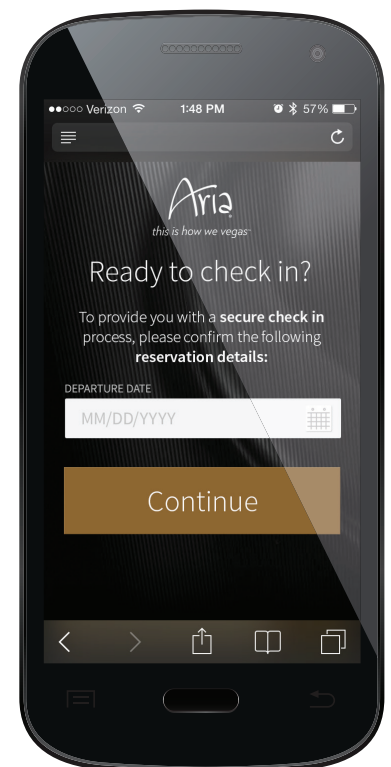 Verizon 1:48 PM 57%
Aria
this is how we vegas™
Ready to check in?
To provide you with a secure check in
process, please confirm the following
reservation details:
DEPARTURE DATE
MM/DD/YYYY
Continue